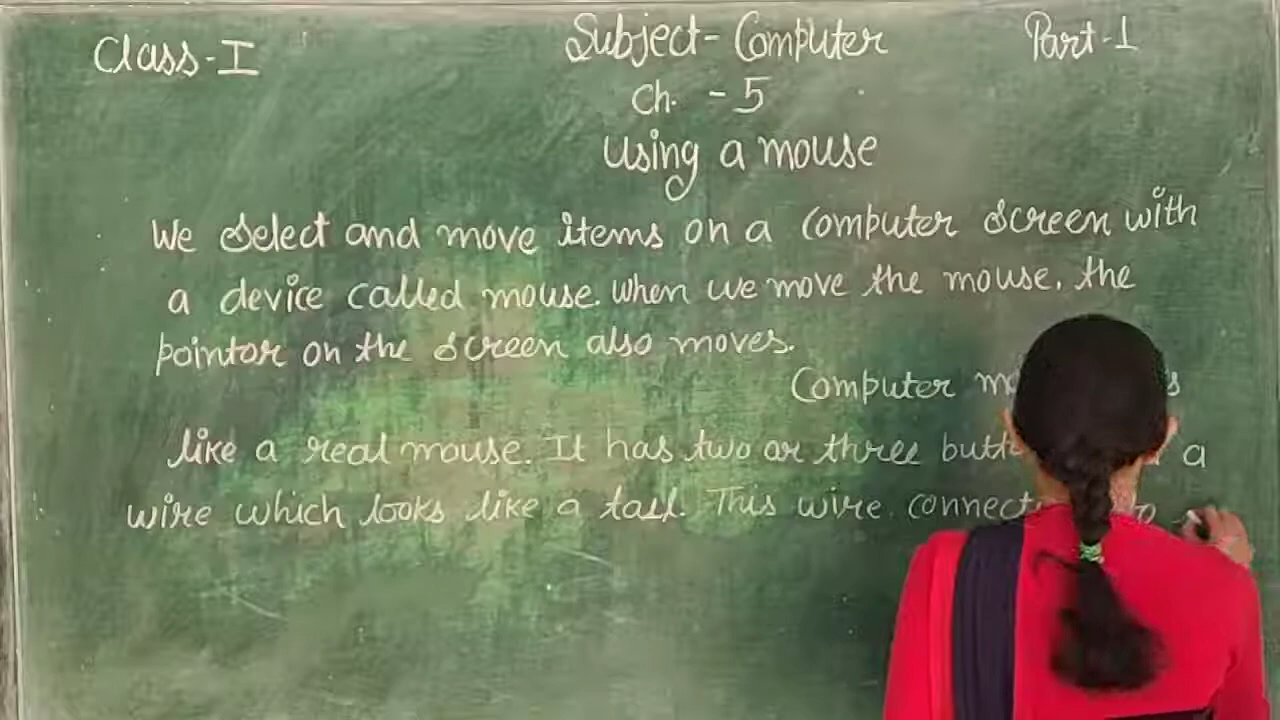 Class-I Subject-Computer Part-1
Ch. -5
Using a mouse
We select and move items on a computer screen with
a device called mouse. When we move the mouse, the
pointor on the screen also moves.
Computer
like a real mouse. It has two or three a
wire which looks like a tail. This wire